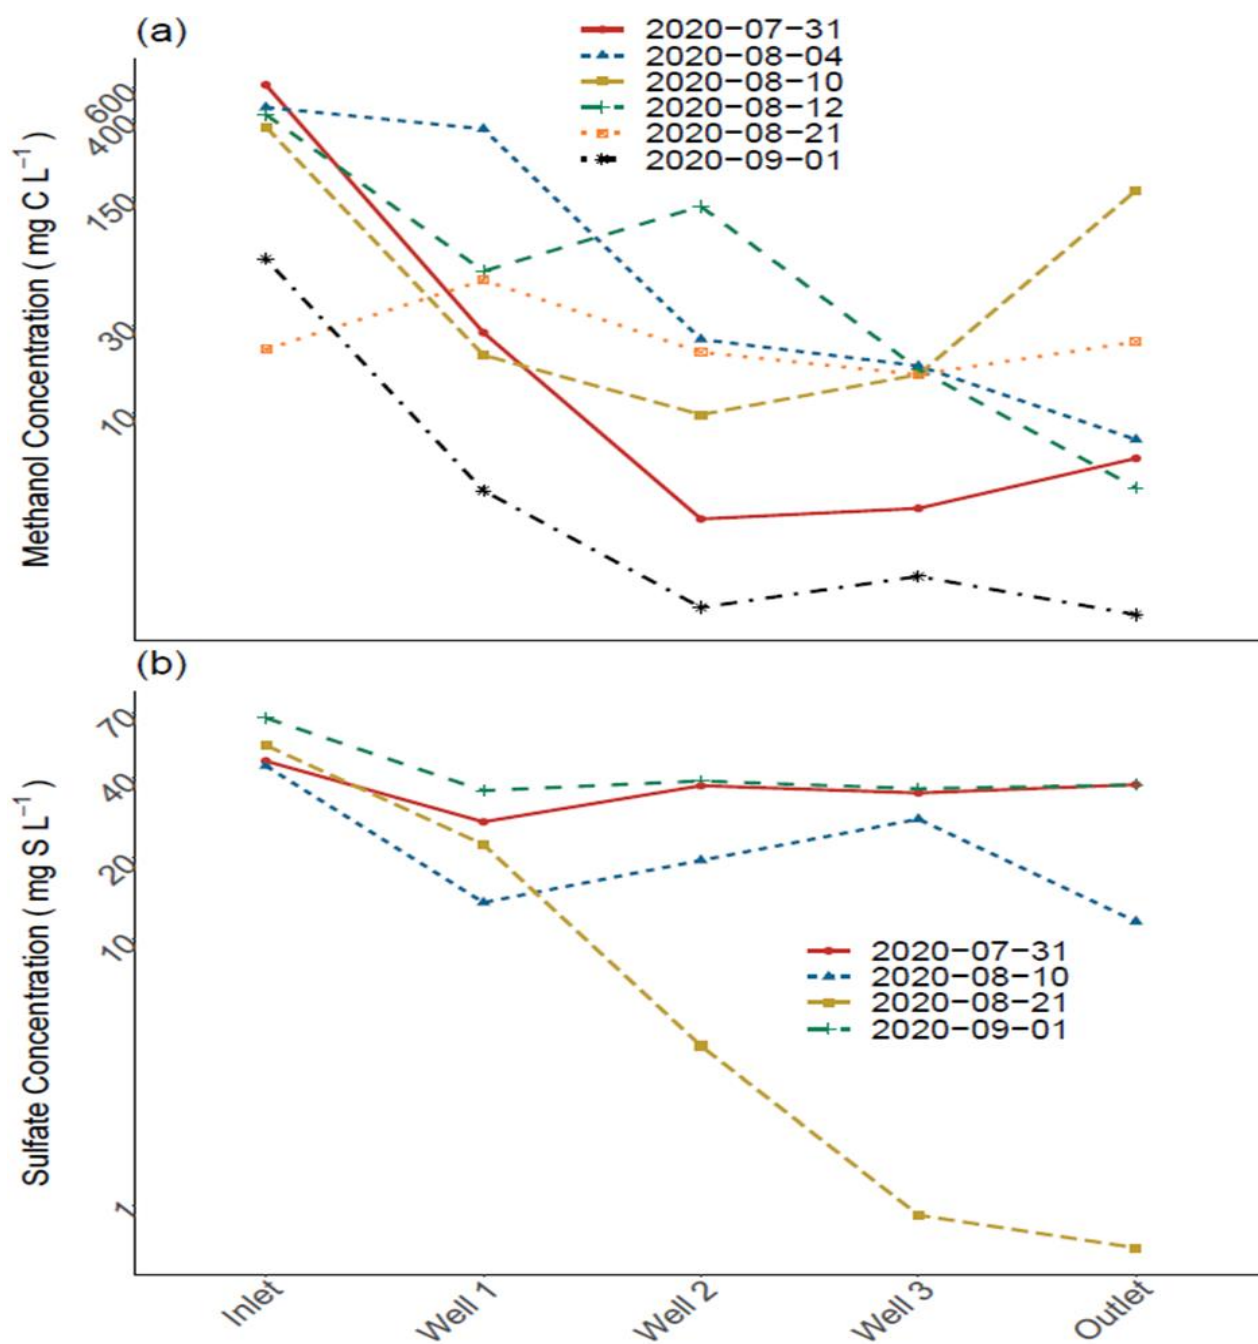 (a)
2020-07-31
2020-08-04
2020-08-10
2020-08-12
2020-08-21
2020-09-01
Methanol Concentration ( mg C L⁻¹ )
600
400
150
30
10
(b)
70
40
20
10
1
Sulfate Concentration ( mg S L⁻¹ )
2020-07-31
2020-08-10
2020-08-21
2020-09-01
Inlet
Well 1
Well 2
Well 3
Outlet